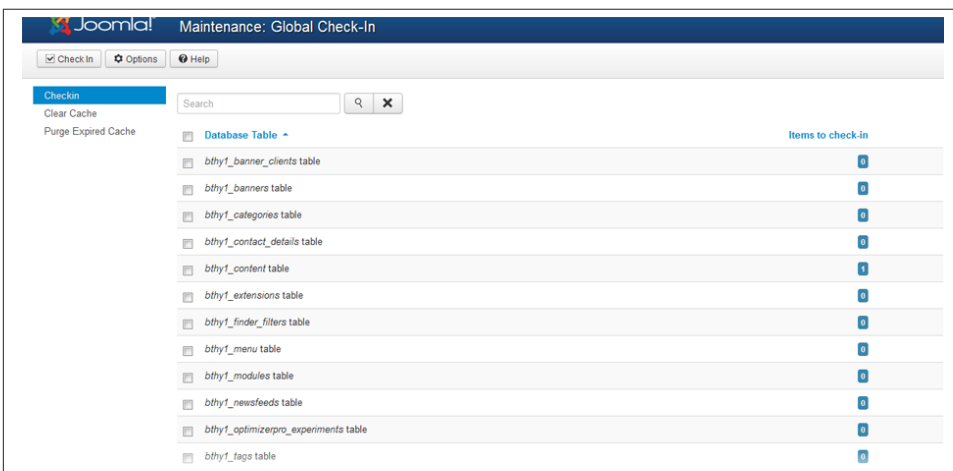 Joomla! Maintenance: Global Check-In
Check In Options Help
Checkin
Clear Cache
Purge Expired Cache
Search
Database Table Items to check-in
bthy1_banner_clients table 0
bthy1_banners table 0
bthy1_categories table 0
bthy1_contact_details table 0
bthy1_content table 1
bthy1_extensions table 0
bthy1_finder_filters table 0
bthy1_menu table 0
bthy1_modules table 0
bthy1_newsfeeds table 0
bthy1_optimizerpro_experiments table 0
bthy1_tags table 0